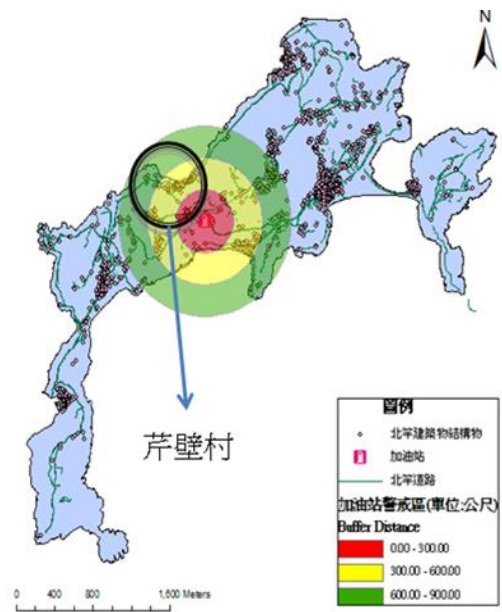 N
芹壁村
圖例
北竿建築物結構物
加油站
北竿道路
加油站警戒區(單位:公尺)
Buffer Distance
0.00 - 300.00
300.00 - 600.00
600.00 - 900.00
0 400 800 1,600 Meters